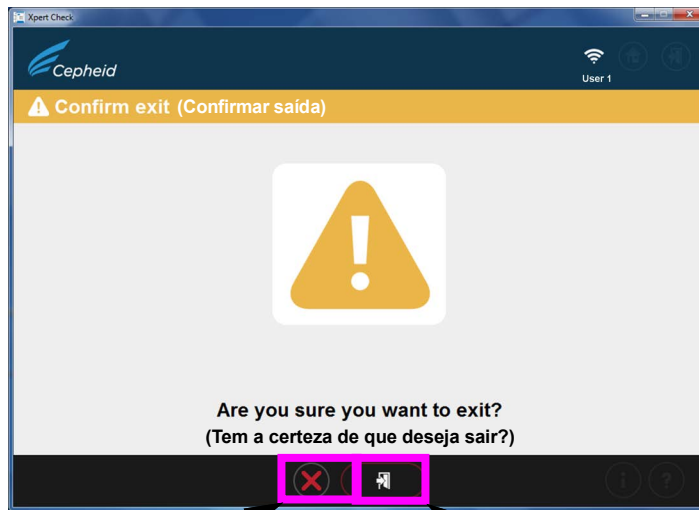 Xpert Check
Cepheid
User 1
Confirm exit (Confirmar saída)
Are you sure you want to exit?
(Tem a certeza de que deseja sair?)